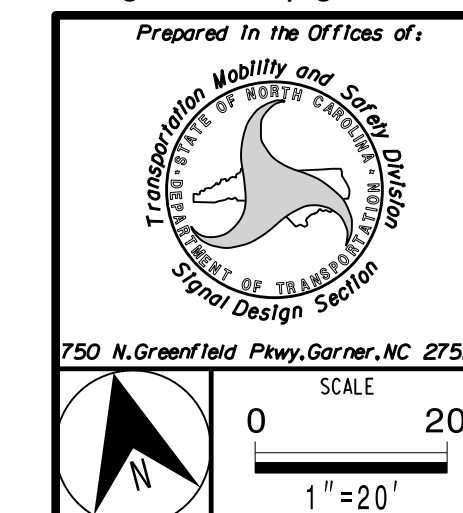 Prepared in the Offices of:
Transportation Mobility and Safety Division
STATE OF NORTH CAROLINA
DEPARTMENT OF TRANSPORTATION
Signal Design Section
750 N.Greenfield Pkwy,Garner,NC 275
SCALE
0 20
N
1"=20'